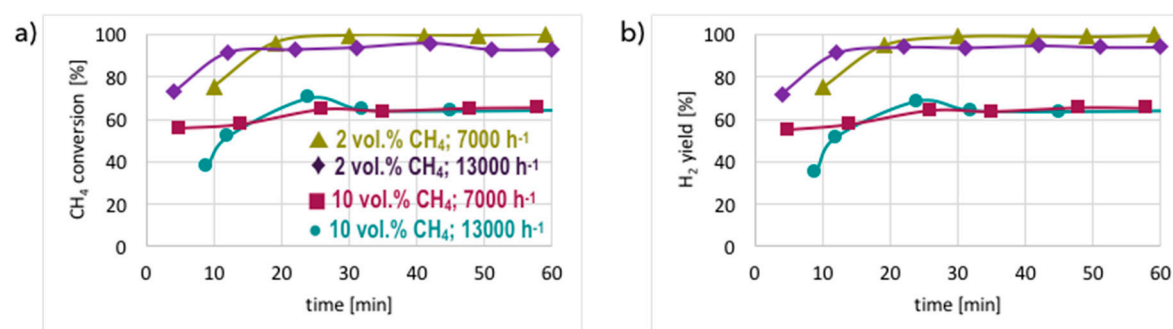 a)
CH₄ conversion [%]
100
80
60
40
20
0
2 vol.% CH₄; 7000 h⁻¹
2 vol.% CH₄; 13000 h⁻¹
10 vol.% CH₄; 7000 h⁻¹
10 vol.% CH₄; 13000 h⁻¹
0 10 20 30 40 50 60
time [min]
b)
H₂ yield [%]
100
80
60
40
20
0
0 10 20 30 40 50 60
time [min]